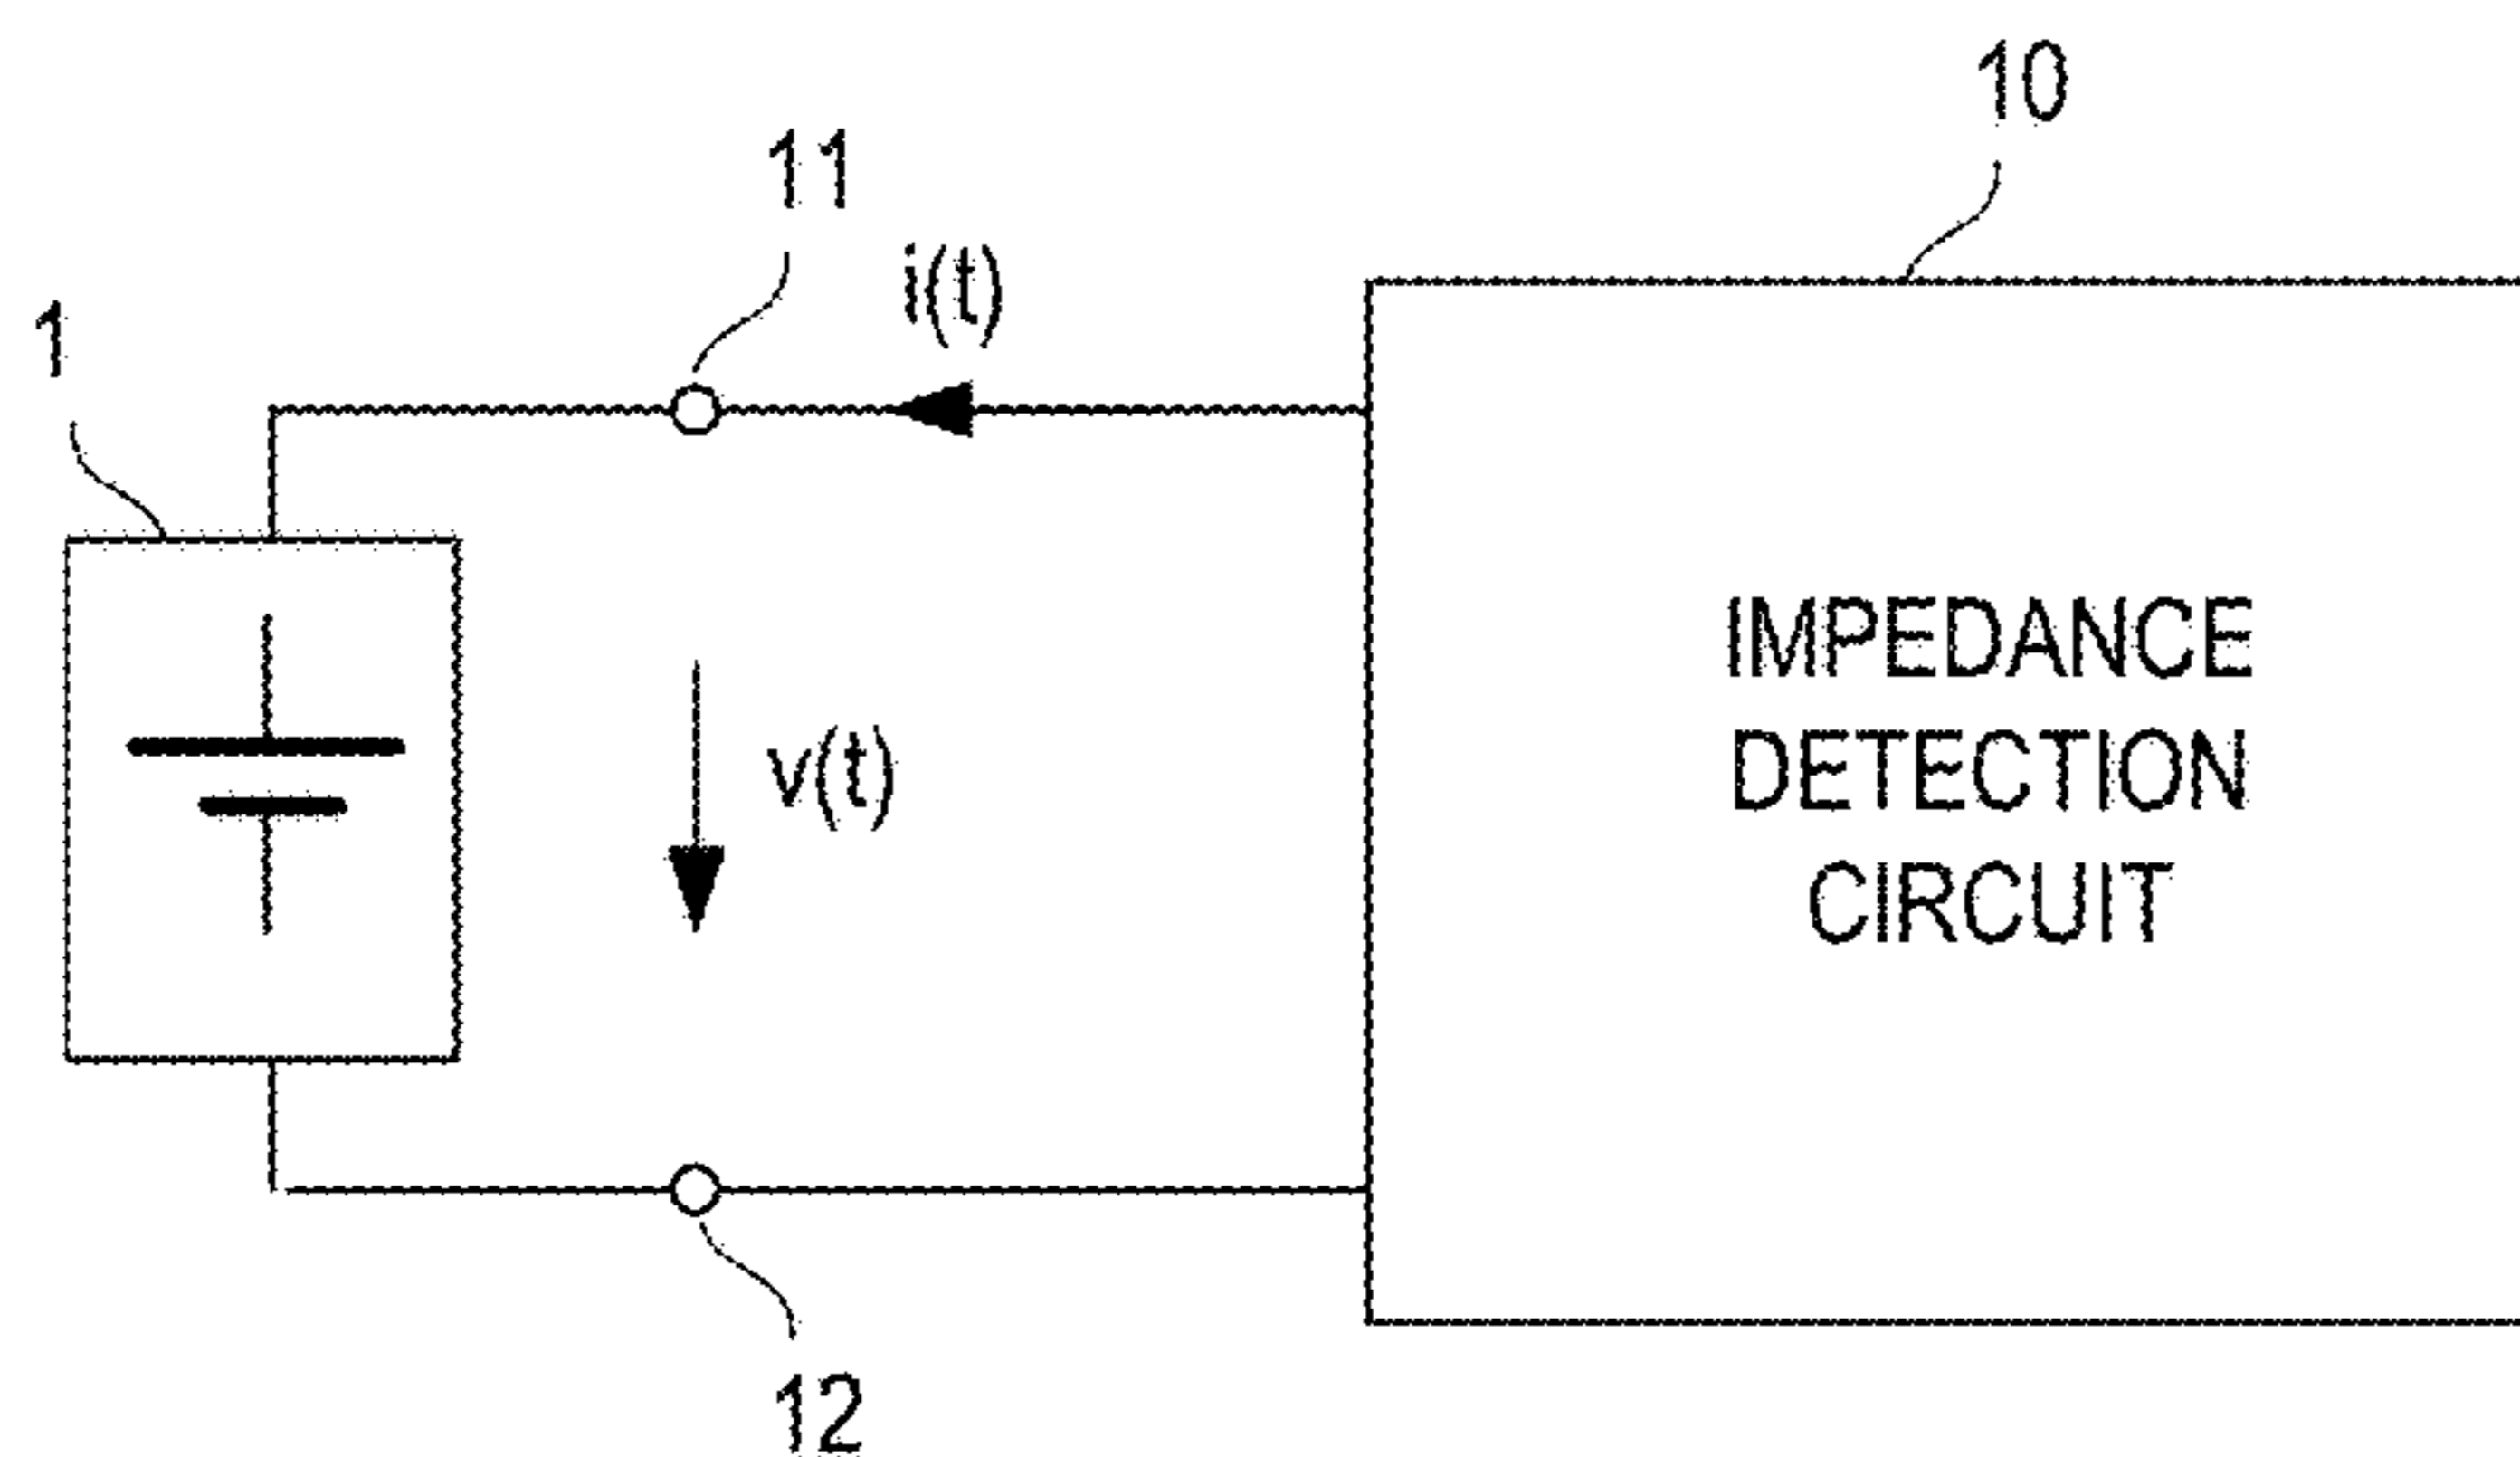 10
11
i(t)
1
IMPEDANCE
DETECTION
CIRCUIT
v(t)
12